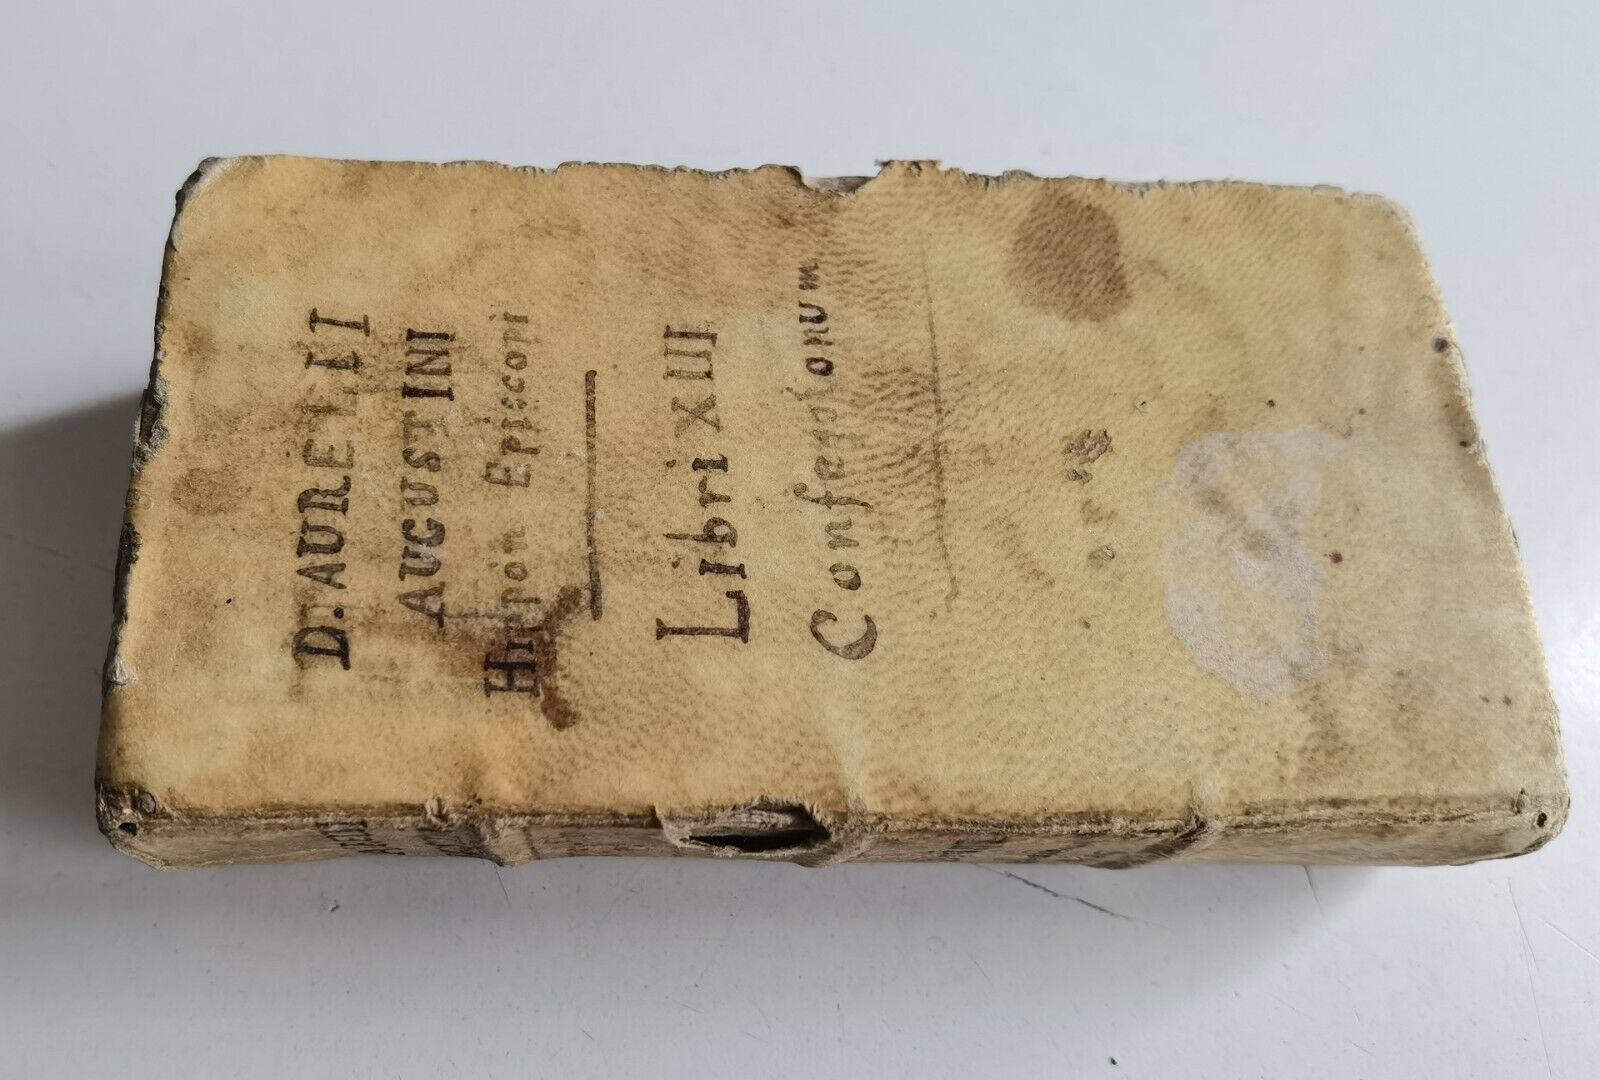 D. AURELII
AUGUSTINI
Hippon Episcopi
Libri XIII
Confessionum